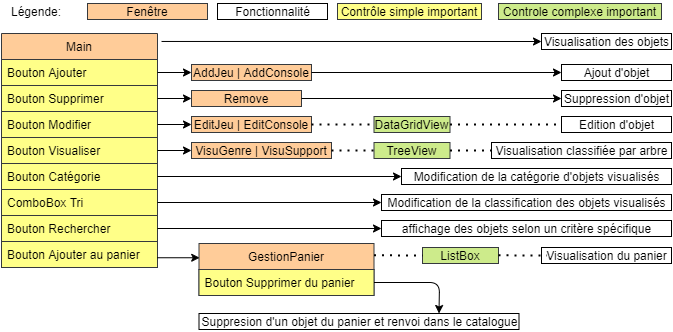 Légende: Fenêtre Fonctionnalité Contrôle simple important Controle complexe important
Main Visualisation des objets
Bouton Ajouter AddJeu | AddConsole Ajout d'objet
Bouton Supprimer Remove Suppression d'objet
Bouton Modifier EditJeu | EditConsole DataGridView Edition d'objet
Bouton Visualiser VisuGenre | VisuSupport TreeView Visualisation classifiée par arbre
Bouton Catégorie Modification de la catégorie d'objets visualisés
ComboBox Tri Modification de la classification des objets visualisés
Bouton Rechercher affichage des objets selon un critère spécifique
Bouton Ajouter au panier GestionPanier ListBox Visualisation du panier
Bouton Supprimer du panier
Suppresion d'un objet du panier et renvoi dans le catalogue